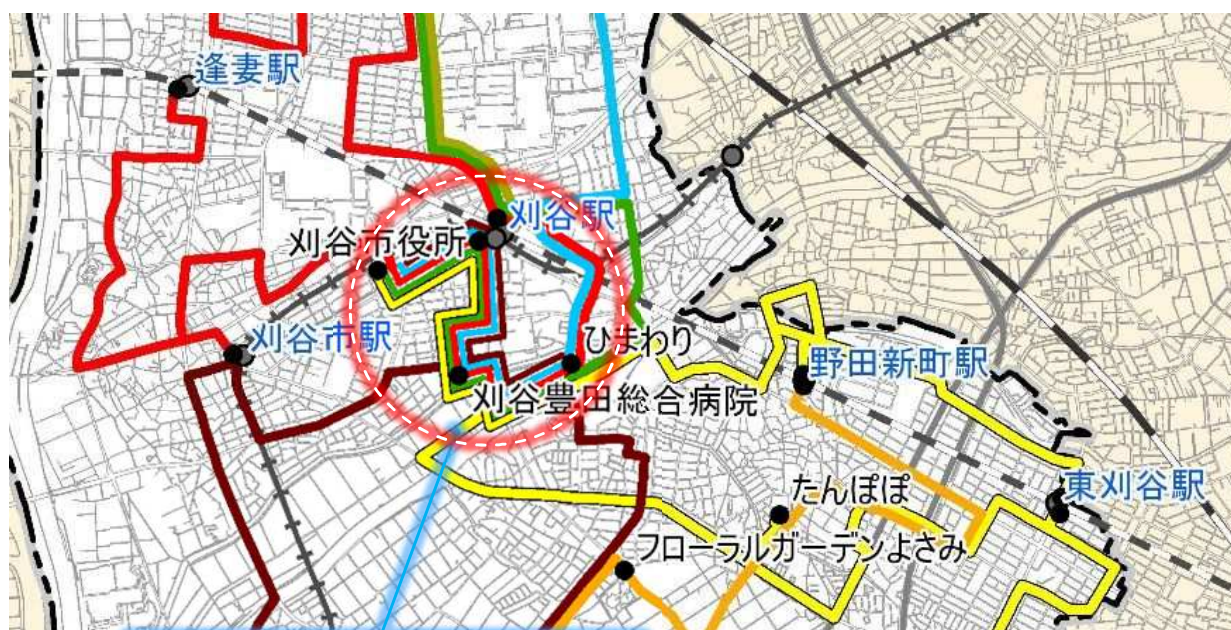 逢妻駅
刈谷駅
刈谷市役所
刈谷市駅
ひまわり
野田新町駅
刈谷豊田総合病院
東刈谷駅
たんぽぽ
フローラルガーデンよさみ